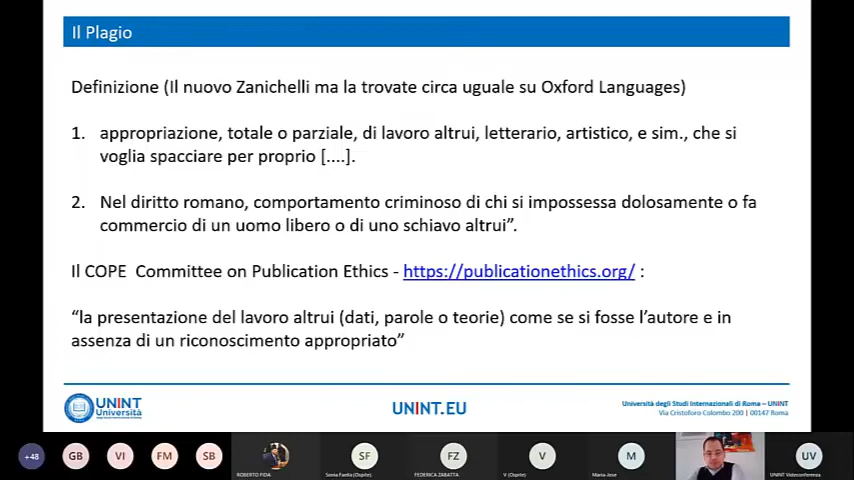 Il Plagio
Definizione (Il nuovo Zanichelli ma la trovate circa uguale su Oxford Languages)
1. appropriazione, totale o parziale, di lavoro altrui, letterario, artistico, e sim., che si
voglia spacciare per proprio [....].
2. Nel diritto romano, comportamento criminoso di chi si impossessa dolosamente o fa
commercio di un uomo libero o di uno schiavo altrui”.
Il COPE Committee on Publication Ethics - https://publicationethics.org/ :
“la presentazione del lavoro altrui (dati, parole o teorie) come se si fosse l’autore e in
assenza di un riconoscimento appropriato”
UNINT
Università
UNINT.EU
Università degli Studi Internazionali di Roma – UNINT
Via Cristoforo Colombo 200 | 00147 Roma
+48 GB VI FM SB SF FZ V M UV
ROBERTO FIDA Sonia Faella (Ospite) FEDERICA ZABATTA V (Ospite) Maria-Jose UNINT Videoconferenza